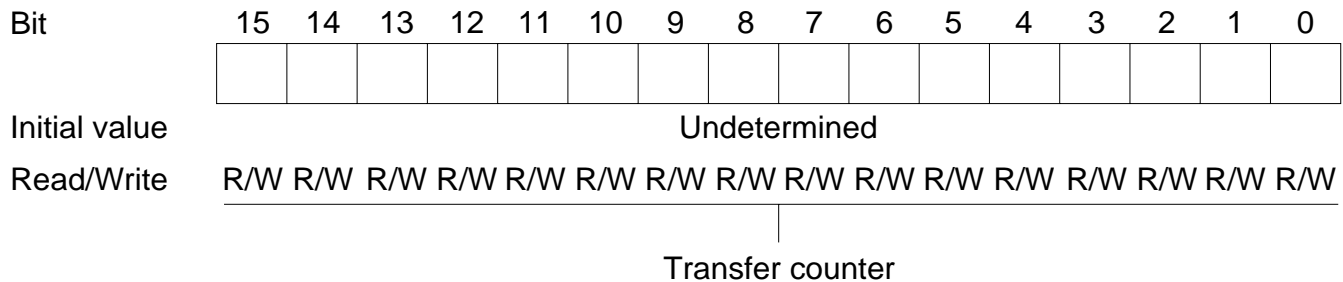 Bit 15 14 13 12 11 10 9 8 7 6 5 4 3 2 1 0
Initial value Undetermined
Read/Write R/W R/W R/W R/W R/W R/W R/W R/W R/W R/W R/W R/W R/W R/W R/W R/W
Transfer counter